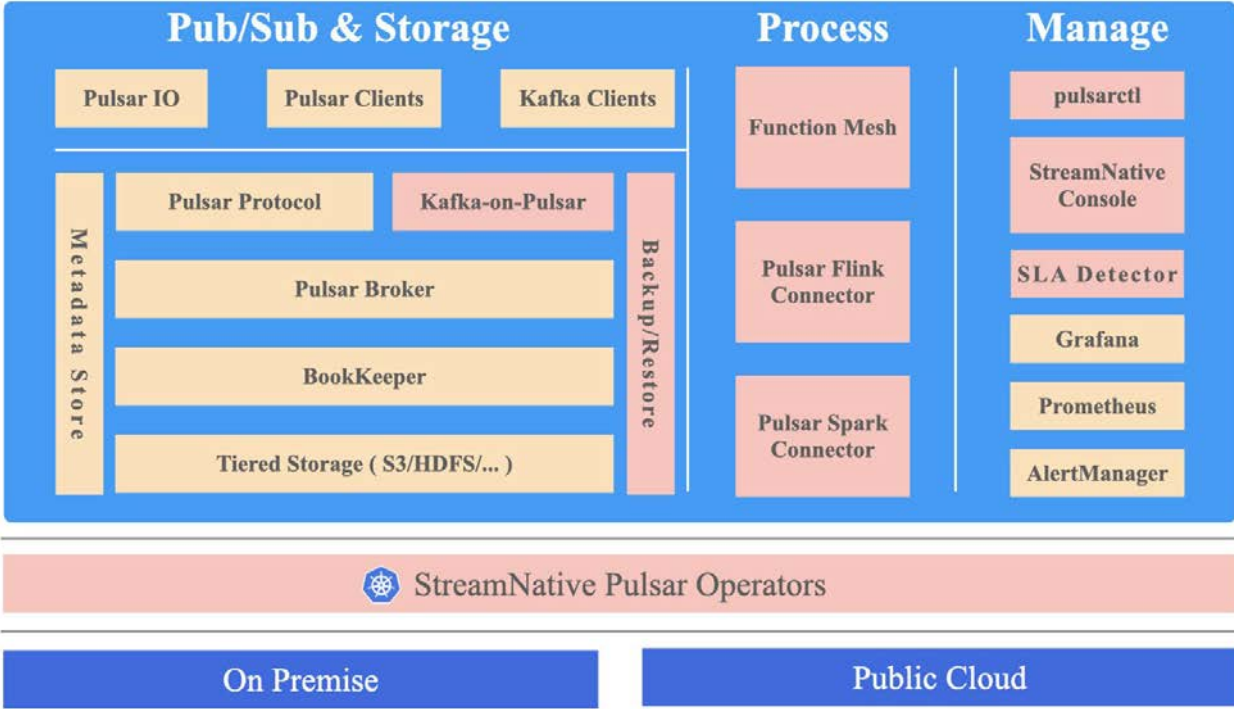 Pub/Sub & Storage
Pulsar IO
Pulsar Clients
Kafka Clients
Metadata Store
Pulsar Protocol
Kafka-on-Pulsar
Pulsar Broker
BookKeeper
Tiered Storage ( S3/HDFS/... )
Backup/Restore
Process
Function Mesh
Pulsar Flink
Connector
Pulsar Spark
Connector
Manage
pulsarctl
StreamNative
Console
SLA Detector
Grafana
Prometheus
AlertManager
StreamNative Pulsar Operators
On Premise
Public Cloud